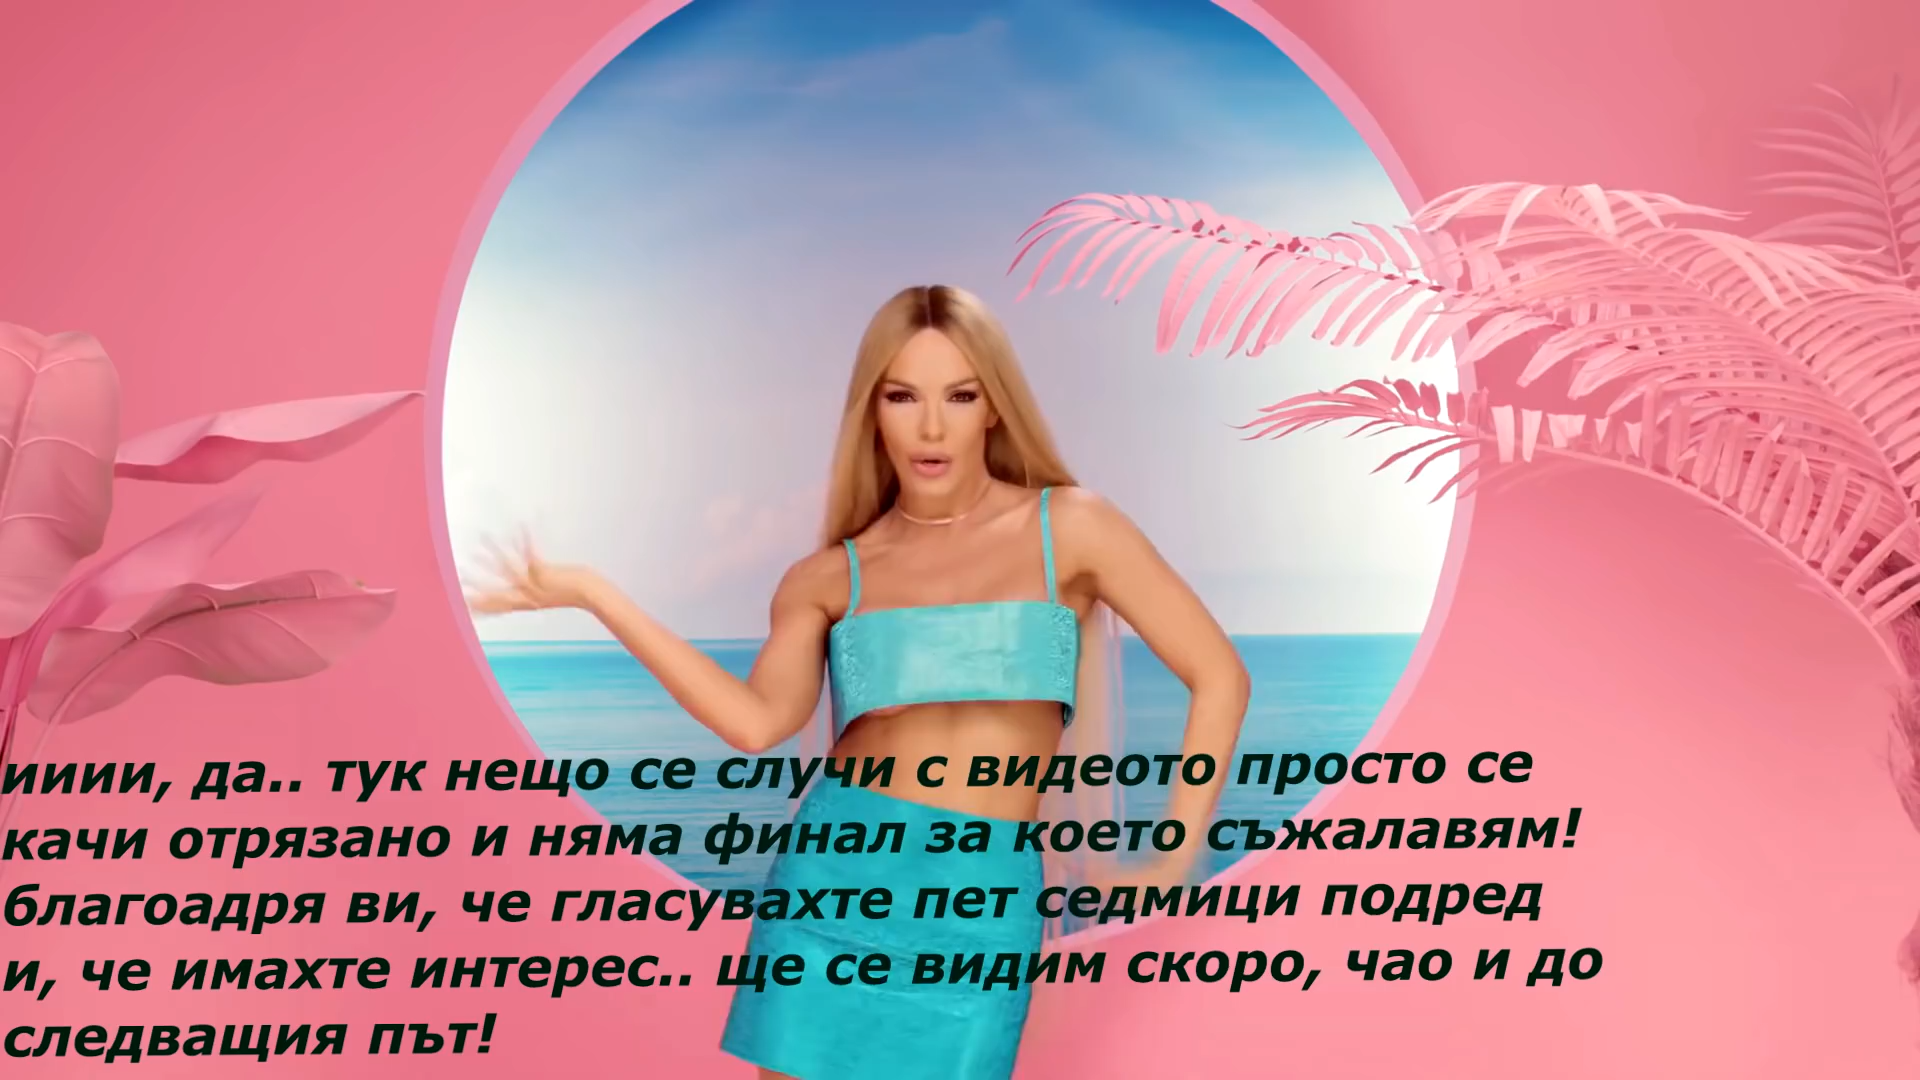 ииии, да.. тук нещо се случи с видеото просто се
качи отрязано и няма финал за което съжалавям!
благоадря ви, че гласувахте пет седмици подред
и, че имахте интерес.. ще се видим скоро, чао и до
следващия път!